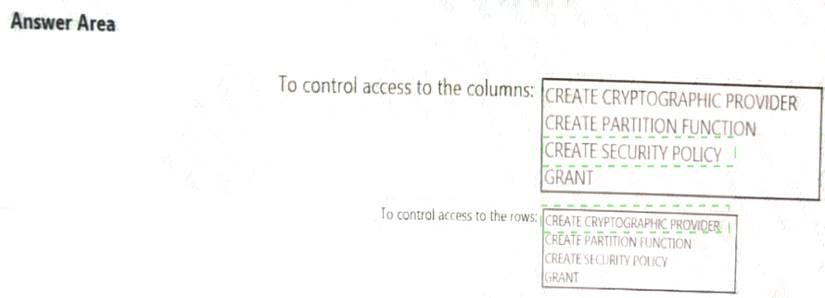 Answer Area
To control access to the columns:
CREATE CRYPTOGRAPHIC PROVIDER
CREATE PARTITION FUNCTION
CREATE SECURITY POLICY
GRANT
To control access to the rows:
CREATE CRYPTOGRAPHIC PROVIDER
CREATE PARTITION FUNCTION
CREATE SECURITY POLICY
GRANT